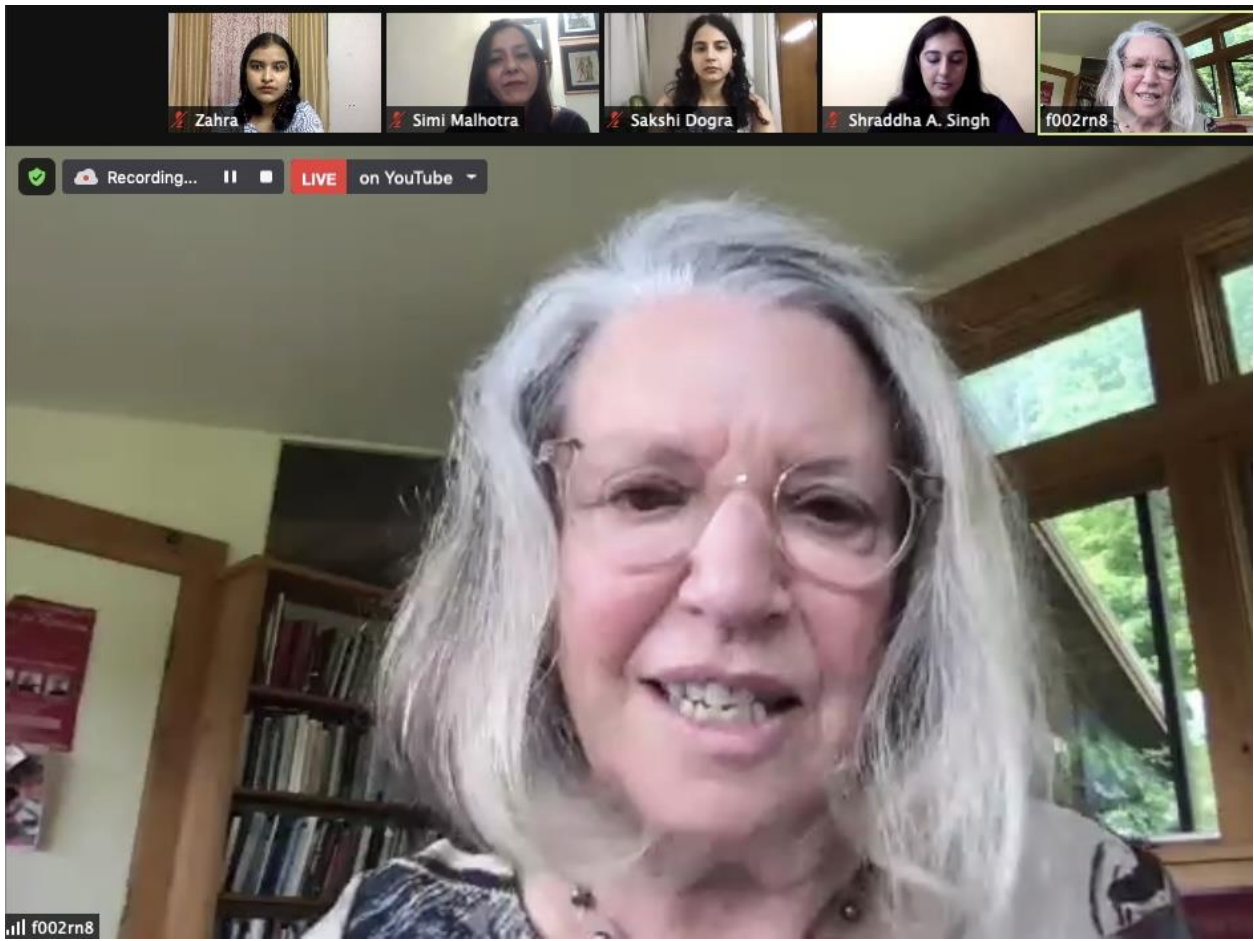 Zahra
Simi Malhotra
Sakshi Dogra
Shraddha A. Singh
f002rn8
Recording...
LIVE on YouTube
f002rn8